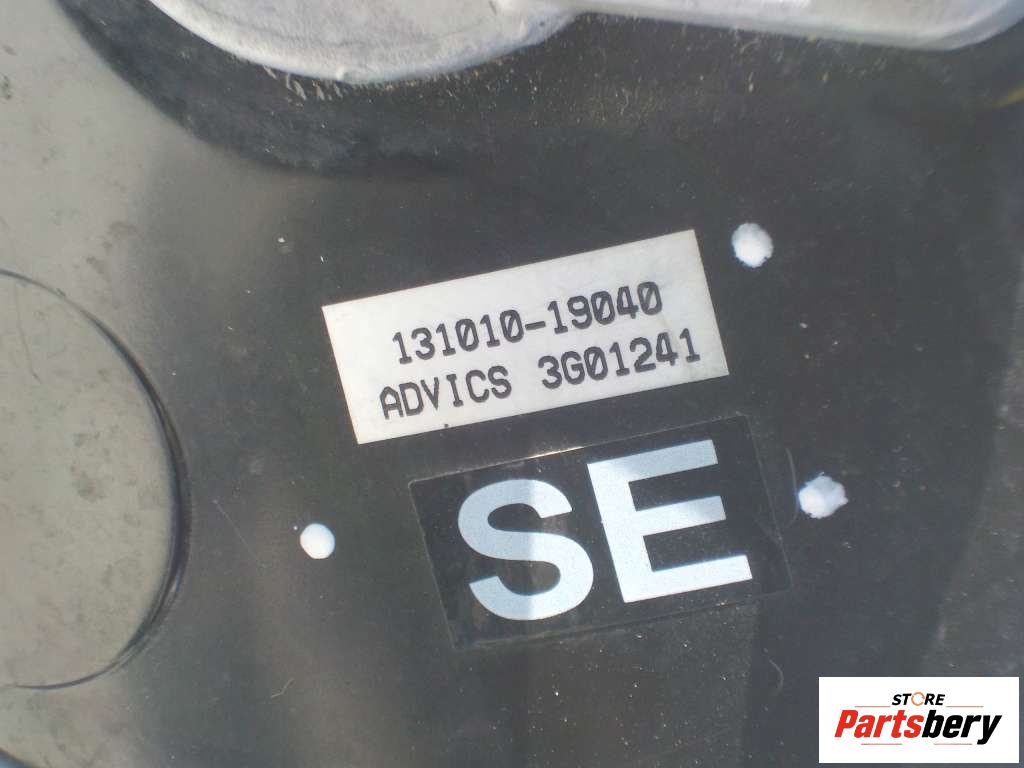 131010-19040
ADVICS 3G01241
SE
STORE
Partsbery